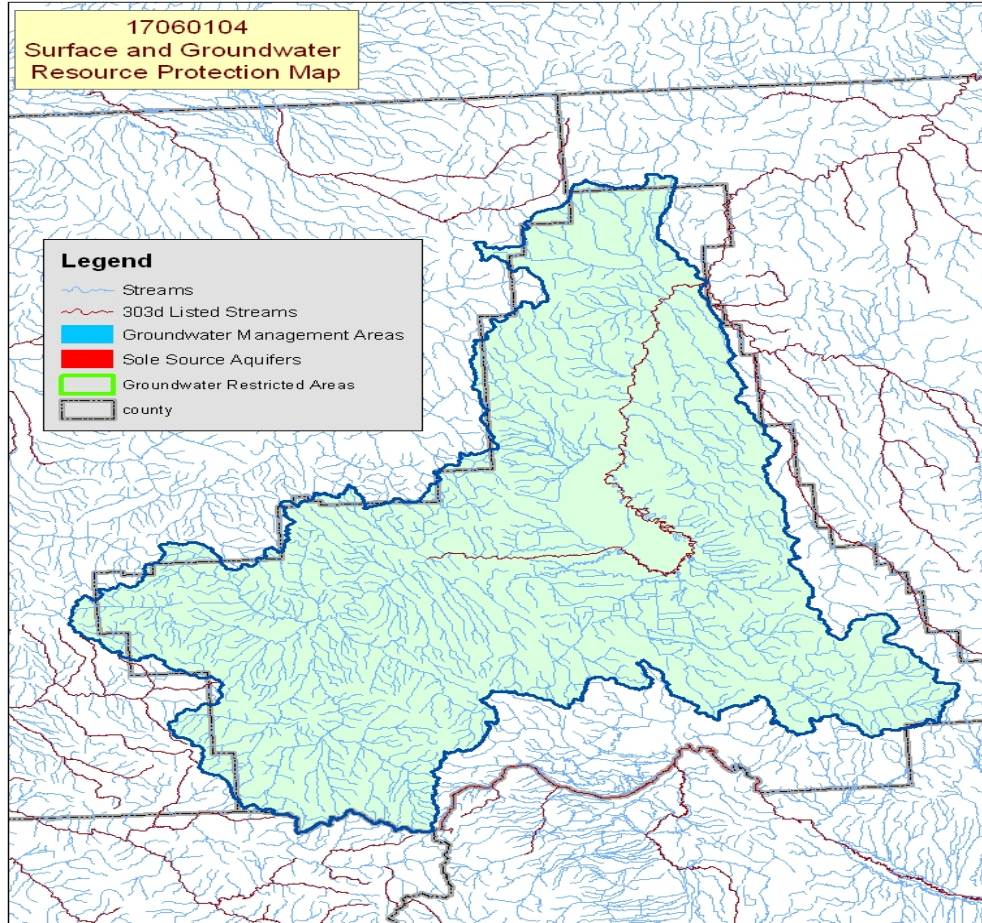 17060104
Surface and Groundwater
Resource Protection Map
Legend
Streams
303d Listed Streams
Groundwater Management Areas
Sole Source Aquifers
Groundwater Restricted Areas
county